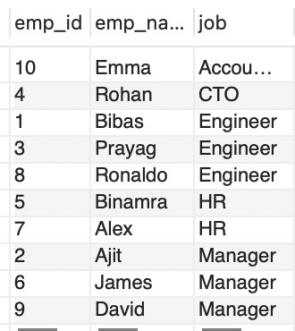 emp_id emp_na... job
10 Emma Accou...
4 Rohan CTO
1 Bibas Engineer
3 Prayag Engineer
8 Ronaldo Engineer
5 Binamra HR
7 Alex HR
2 Ajit Manager
6 James Manager
9 David Manager